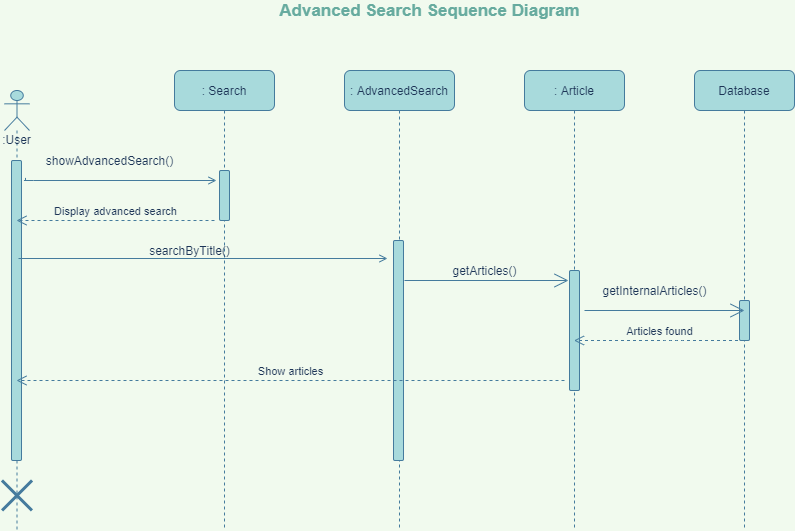 Advanced Search Sequence Diagram
: Search
: AdvancedSearch
: Article
Database
:User
showAdvancedSearch()
Display advanced search
searchByTitle()
getArticles()
getInternalArticles()
Articles found
Show articles